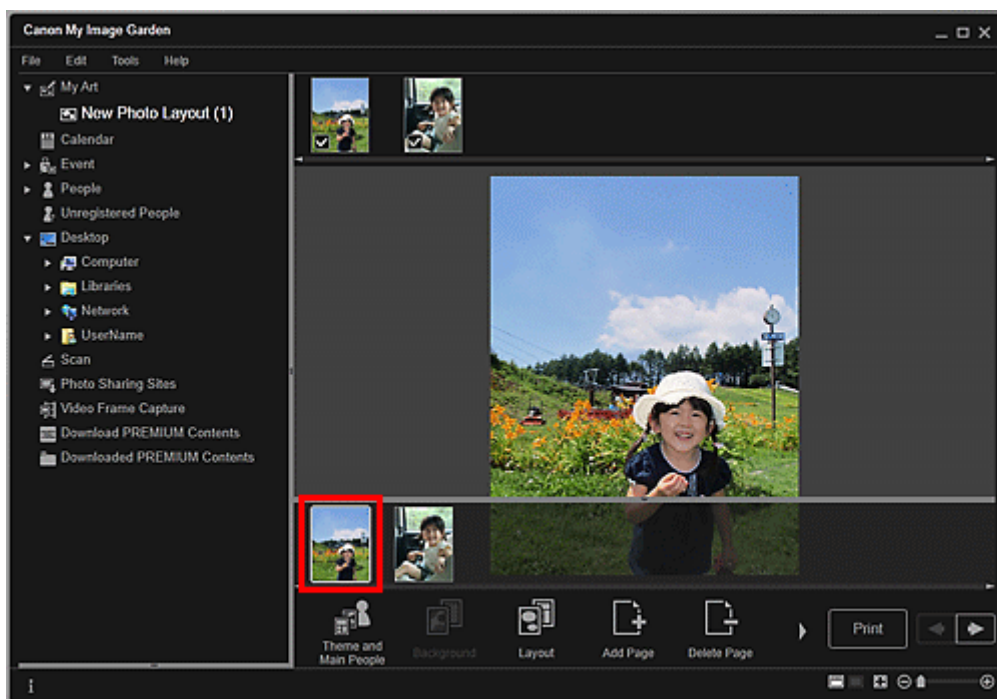 Canon My Image Garden
File Edit Tools Help
My Art
New Photo Layout (1)
Calendar
Event
People
Unregistered People
Desktop
Computer
Libraries
Network
UserName
Scan
Photo Sharing Sites
Video Frame Capture
Download PREMIUM Contents
Downloaded PREMIUM Contents
Theme and
Main People
Background
Layout
Add Page
Delete Page
Print